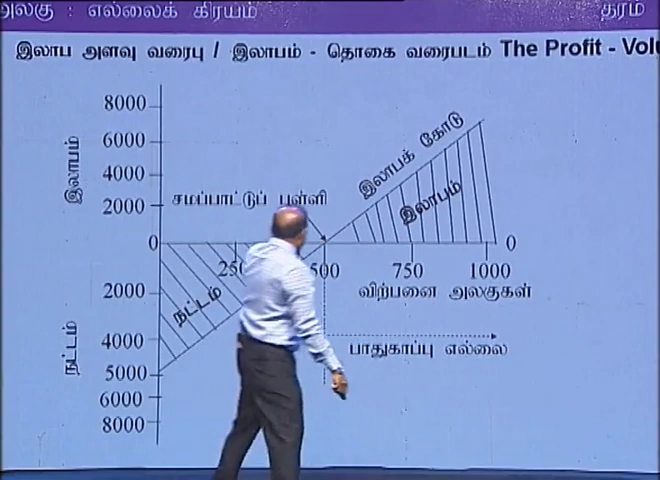 அலகு : எல்லைக் கிரயம் தரம்
இலாப அளவு வரைபு / இலாபம் - தொகை வரைபடம் The Profit - Volu
8000
6000
4000
2000
0
2000
4000
5000
6000
8000
இலாபம்
நட்டம்
சமப்பாட்டுப் புள்ளி
இலாபக் கோடு
இலாபம்
நட்டம்
250 500 750 1000 0
விற்பனை அலகுகள்
பாதுகாப்பு எல்லை